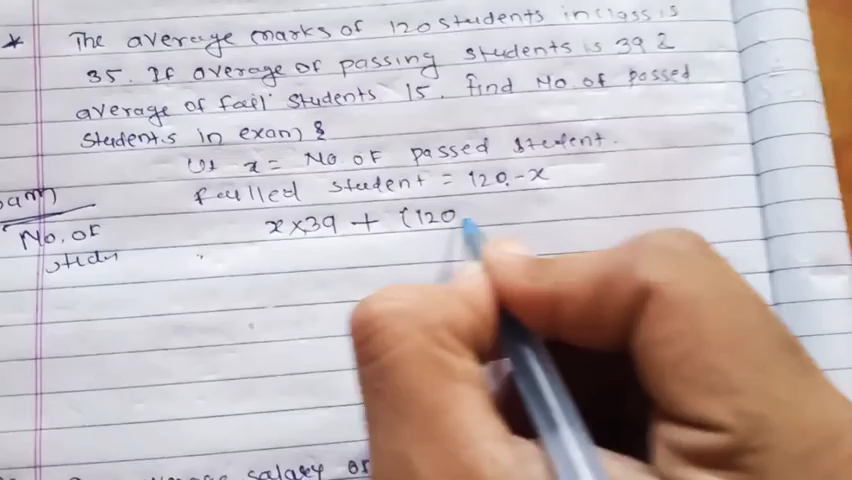 * The average marks of 120 students in class is
35. If average of passing students is 39 &
average of fail students 15. find No. of passed
students in exam?
let x = No. of passed student.
failled student = 120 - x
No. of
x×39 + (120
salary